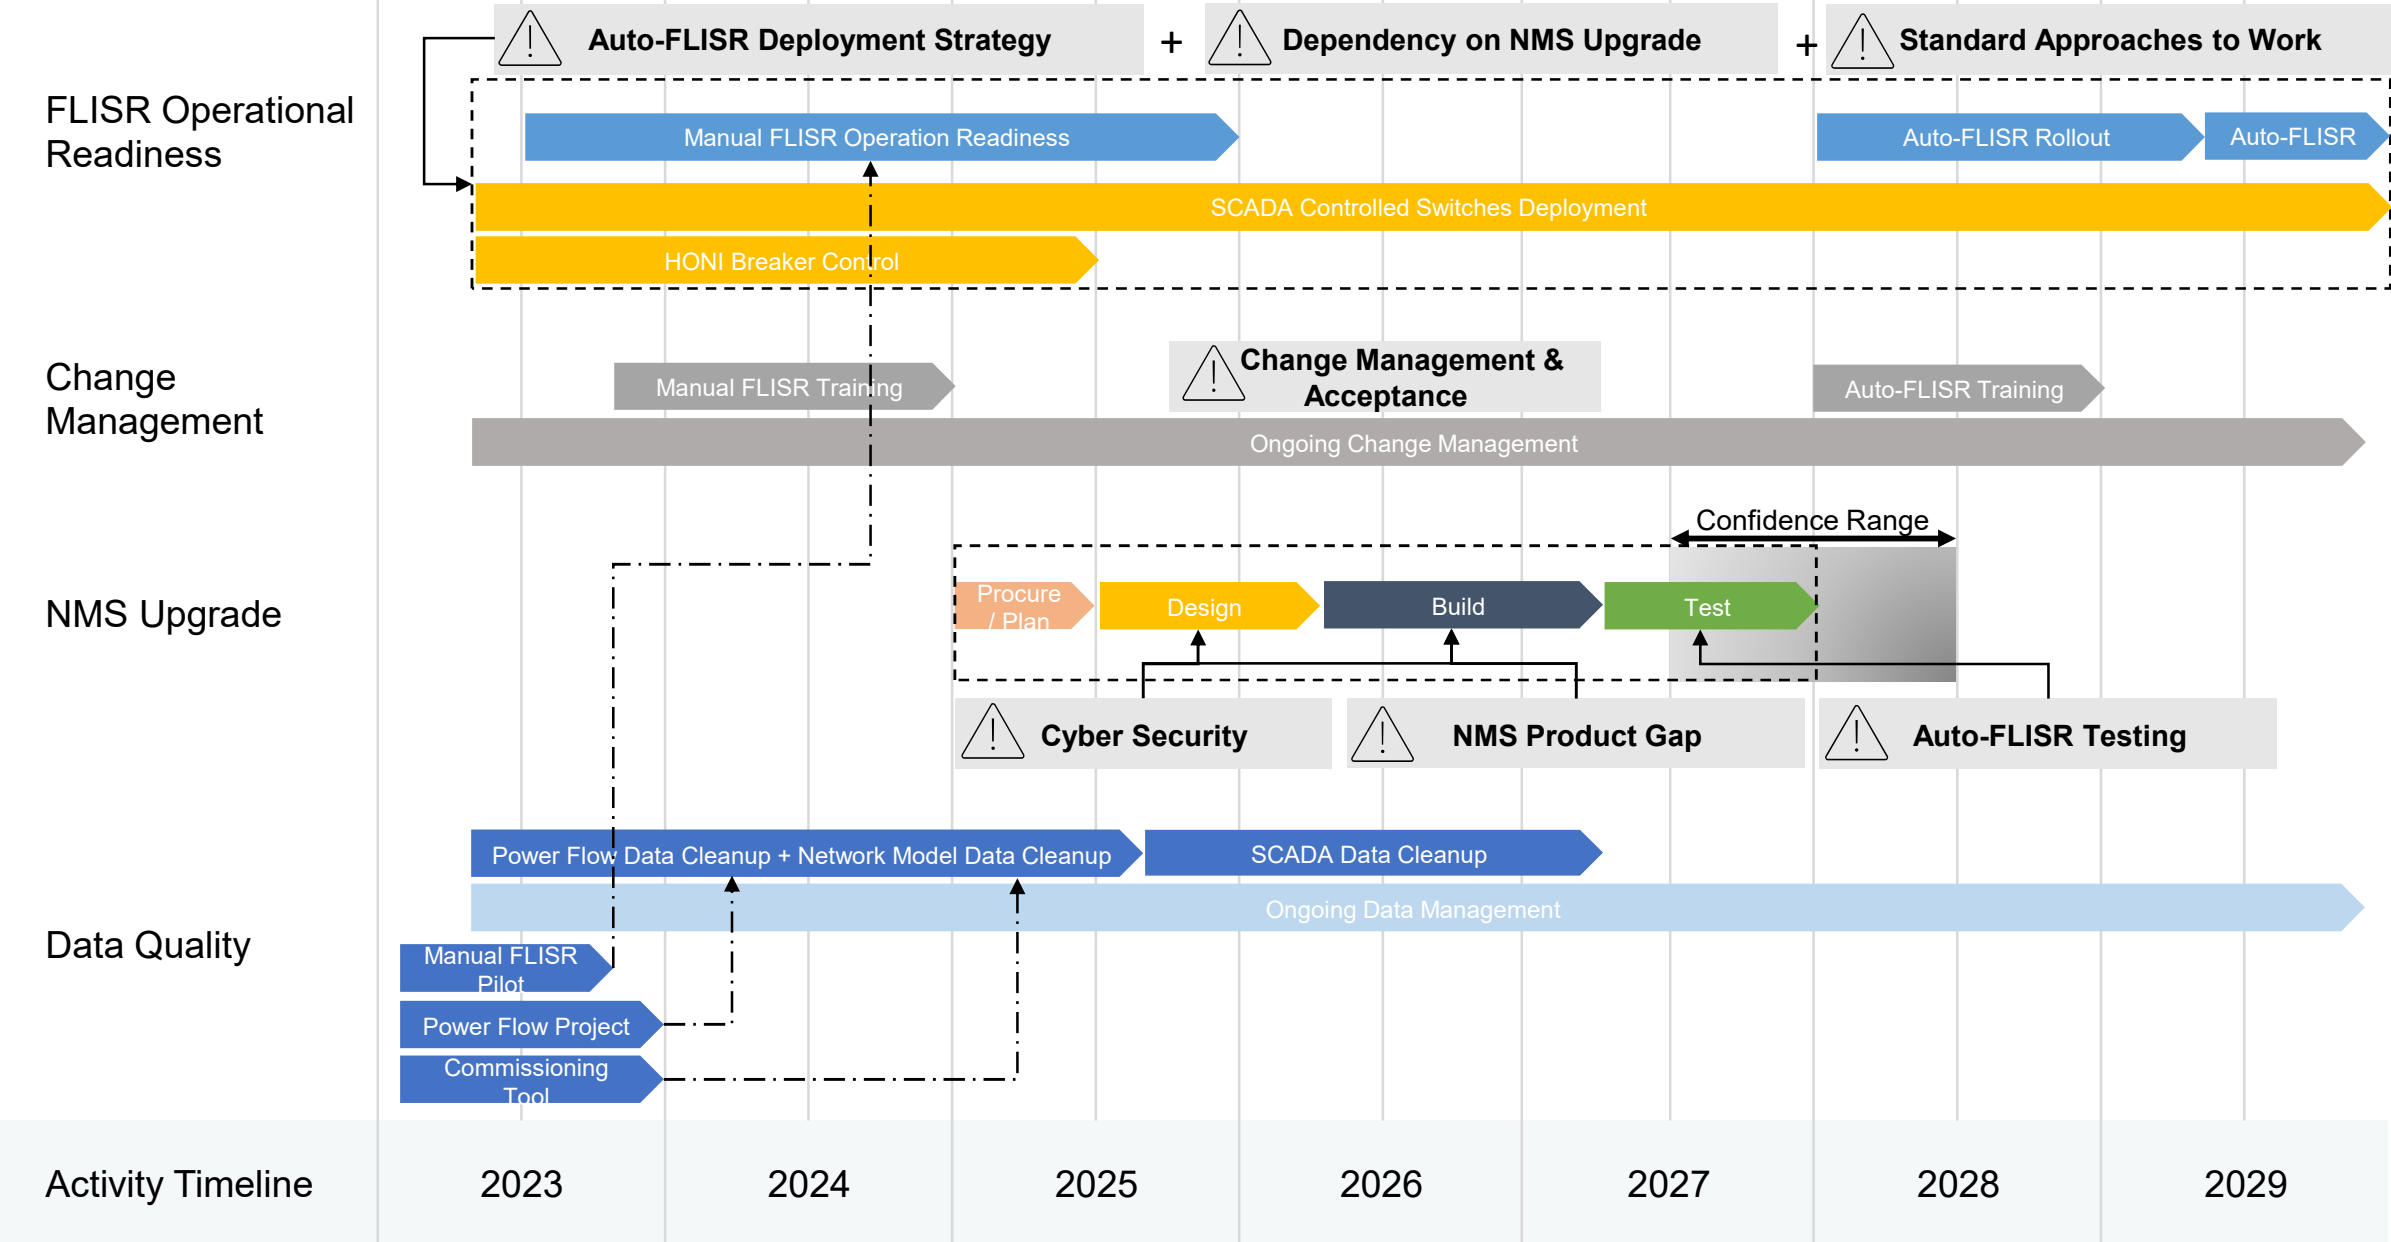 Auto-FLISR Deployment Strategy
+
Dependency on NMS Upgrade
+
Standard Approaches to Work
FLISR Operational
Readiness
Manual FLISR Operation Readiness
Auto-FLISR Rollout
Auto-FLISR
SCADA Controlled Switches Deployment
HONI Breaker Control
Change
Management
Manual FLISR Training
Change Management &
Acceptance
Auto-FLISR Training
Ongoing Change Management
Confidence Range
NMS Upgrade
Procure
/ Plan
Design
Build
Test
Cyber Security
NMS Product Gap
Auto-FLISR Testing
Power Flow Data Cleanup + Network Model Data Cleanup
SCADA Data Cleanup
Ongoing Data Management
Data Quality
Manual FLISR
Pilot
Power Flow Project
Commissioning
Tool
Activity Timeline
2023
2024
2025
2026
2027
2028
2029